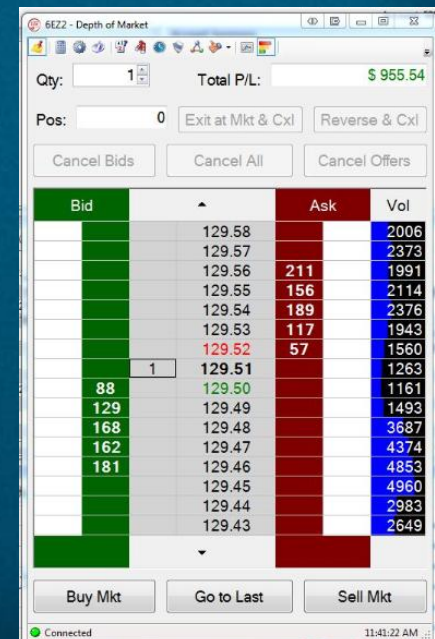 6EZ2 - Depth of Market
Qty: 1 Total P/L: $ 955.54
Pos: 0 Exit at Mkt & Cxl Reverse & Cxl
Cancel Bids Cancel All Cancel Offers
Bid Ask Vol
129.58 2006
129.57 2373
129.56 211 1991
129.55 156 2114
129.54 189 2376
129.53 117 1943
129.52 57 1560
1 129.51 1263
88 129.50 1161
129 129.49 1493
168 129.48 3687
162 129.47 4374
181 129.46 4853
129.45 4960
129.44 2983
129.43 2649
Buy Mkt Go to Last Sell Mkt
Connected 11:41:22 AM